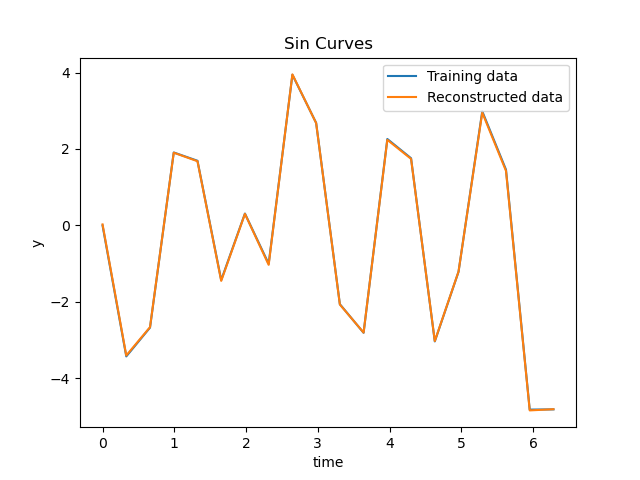 Sin Curves
Training data
Reconstructed data
4
2
0
−2
−4
y
0 1 2 3 4 5 6
time